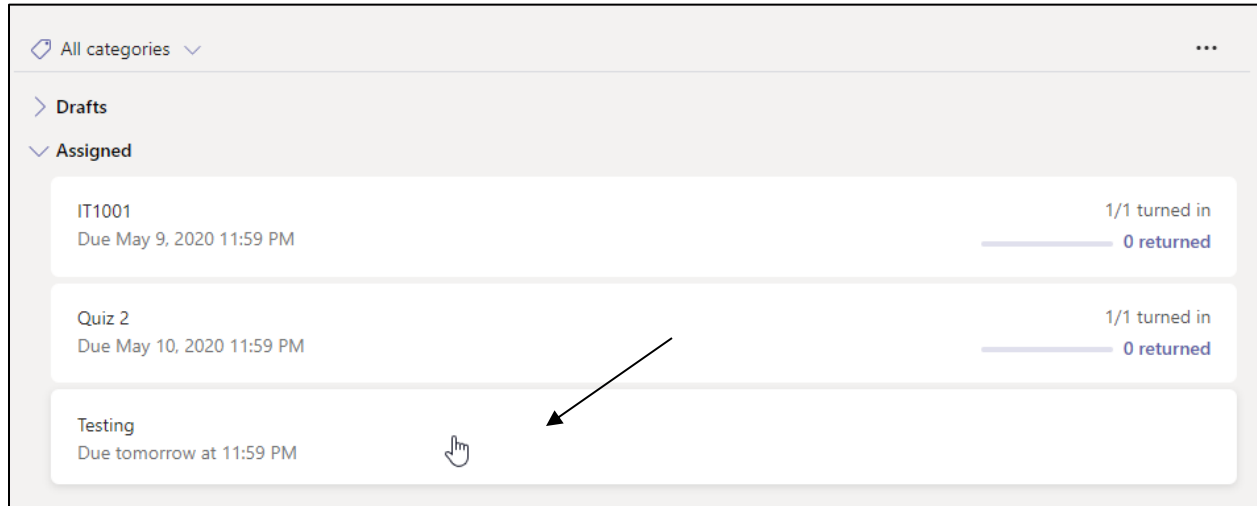 All categories
Drafts
Assigned
IT1001
1/1 turned in
Due May 9, 2020 11:59 PM
0 returned
Quiz 2
1/1 turned in
Due May 10, 2020 11:59 PM
0 returned
Testing
Due tomorrow at 11:59 PM